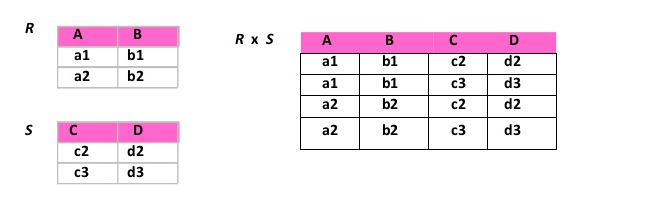 R
A B
a1 b1
a2 b2
S
C D
c2 d2
c3 d3
R x S
A B C D
a1 b1 c2 d2
a1 b1 c3 d3
a2 b2 c2 d2
a2 b2 c3 d3